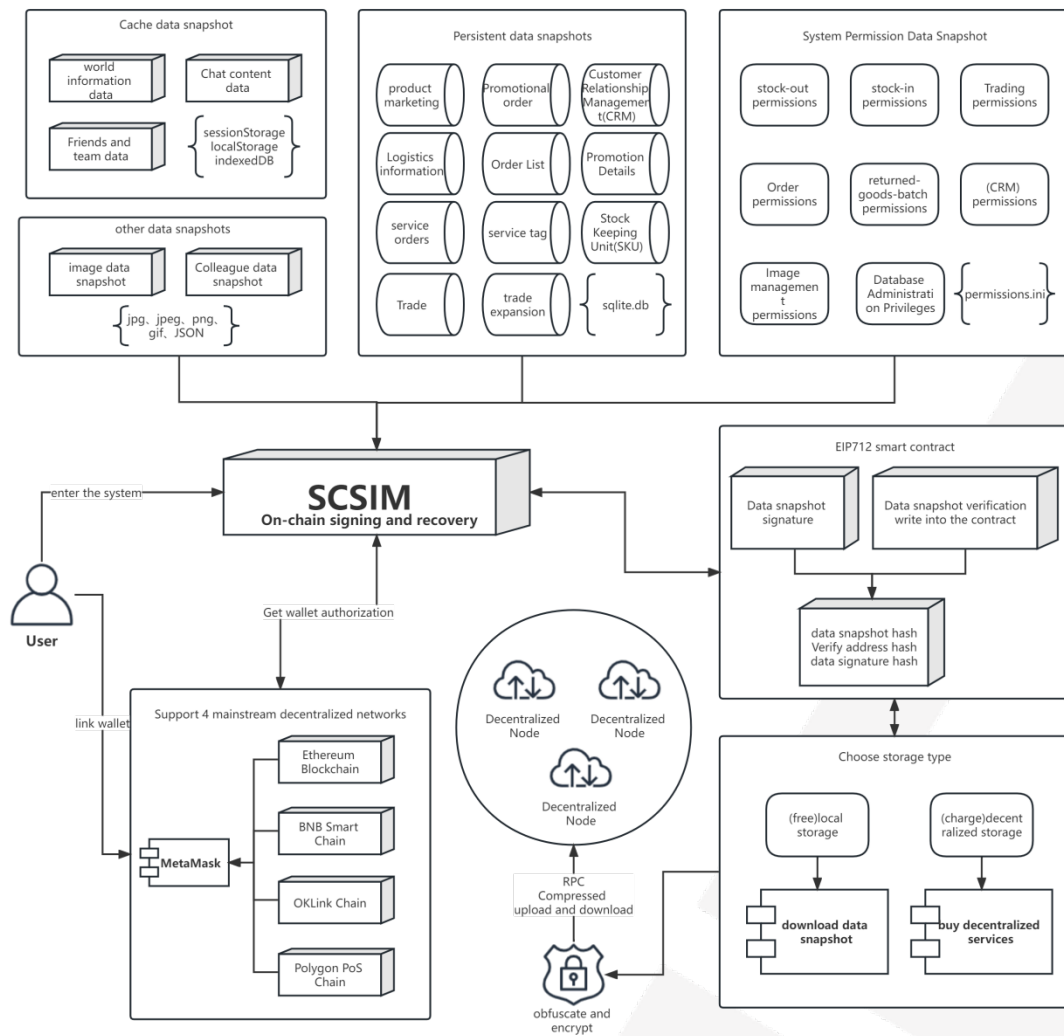 Cache data snapshot
world
information
data
Chat content
data
Friends and
team data
sessionStorage
localStorage
indexedDB
other data snapshots
image data
snapshot
Colleague data
snapshot
jpg、jpeg、png、
gif、JSON
Persistent data snapshots
product
marketing
Promotional
order
Customer
Relationship
Manageme
nt(CRM)
Logistics
information
Order List
Promotion
Details
service
orders
service tag
Stock
Keeping
Unit(SKU)
Trade
trade
expansion
sqlite.db
System Permission Data Snapshot
stock-out
permissions
stock-in
permissions
Trading
permissions
Order
permissions
returned-
goods-batch
permissions
(CRM)
permissions
Image
managemen
t
permissions
Database
Administrati
on Privileges
permissions.ini
SCSIM
On-chain signing and recovery
enter the system
User
link wallet
Get wallet authorization
EIP712 smart contract
Data snapshot
signature
Data snapshot verification
write into the contract
data snapshot hash
Verify address hash
data signature hash
Support 4 mainstream decentralized networks
MetaMask
Ethereum
Blockchain
BNB Smart
Chain
OKLink Chain
Polygon PoS
Chain
Decentralized
Node
Decentralized
Node
Decentralized
Node
RPC
Compressed
upload and download
obfuscate and
encrypt
Choose storage type
(free)local
storage
(charge)decent
ralized storage
download data
snapshot
buy decentralized
services